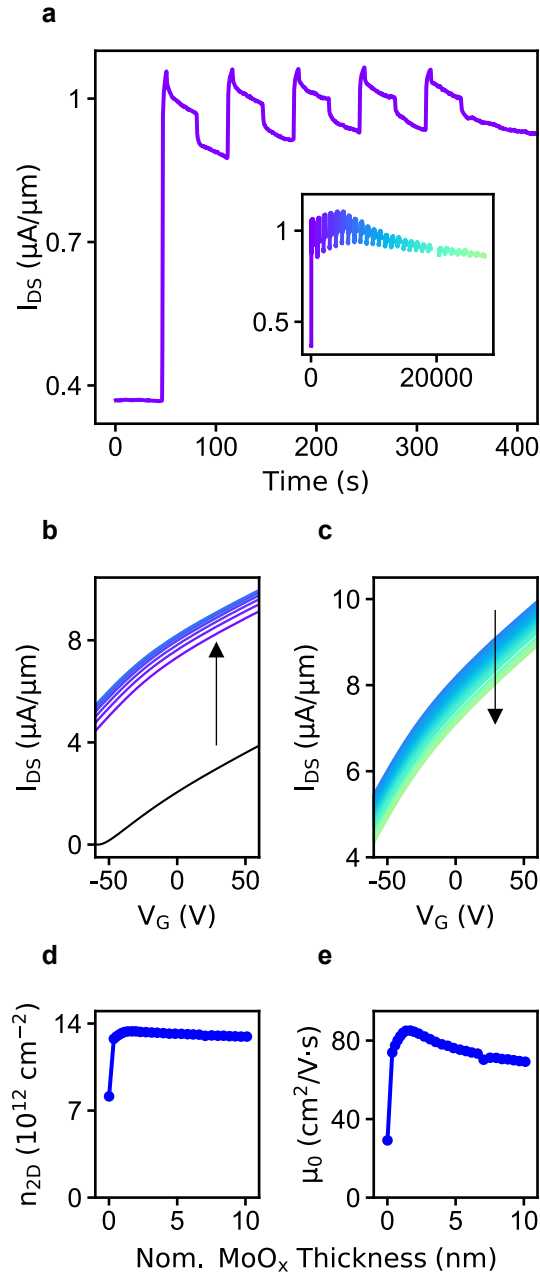 a
I_DS (μA/μm)
1
0.7
0.4
1
0.5
0 20000
0 100 200 300 400
Time (s)
b c
I_DS (μA/μm)
8
4
0
-50 0 50
V_G (V)
I_DS (μA/μm)
10
8
6
4
-50 0 50
V_G (V)
d e
n_2D (10^12 cm^−2)
14
7
0
0 5 10
μ_0 (cm^2/V·s)
80
40
0
0 5 10
Nom. MoO_x Thickness (nm)